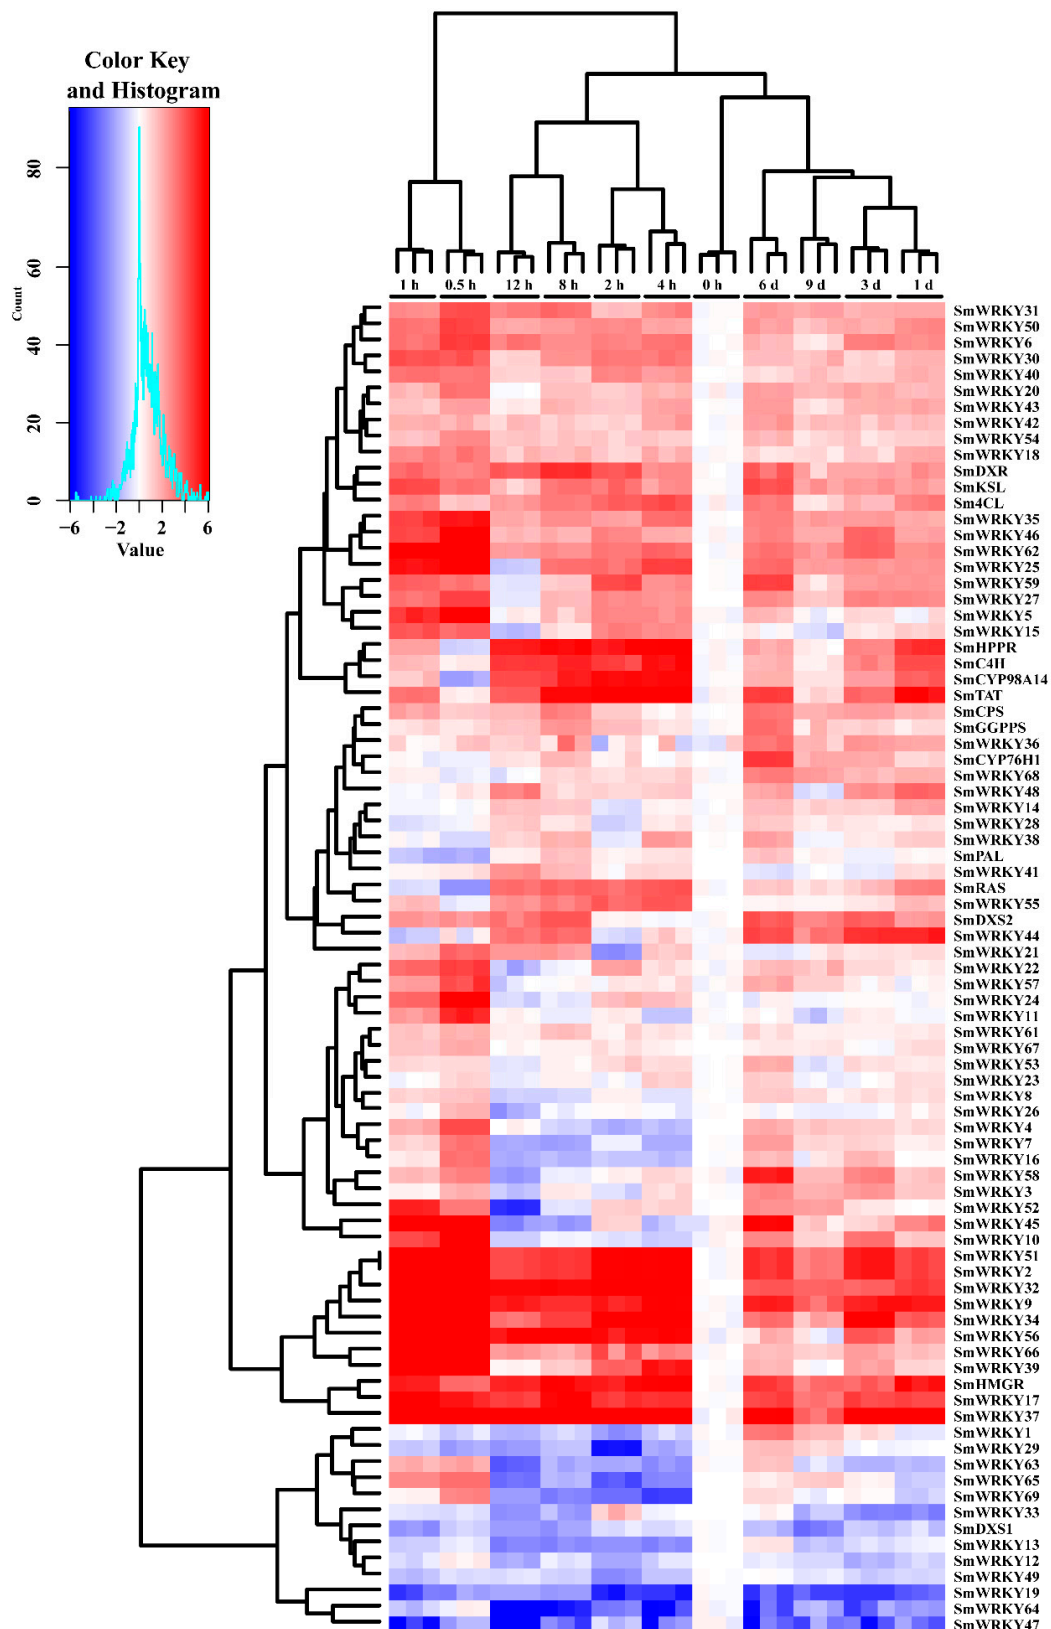 Color Key
and Histogram
Count
0
20
40
60
80
−6
−2
2
6
Value
1 h 0.5 h 12 h 8 h 2 h 4 h 0 h 6 d 9 d 3 d 1 d
SmWRKY31
SmWRKY50
SmWRKY6
SmWRKY30
SmWRKY40
SmWRKY20
SmWRKY43
SmWRKY42
SmWRKY54
SmWRKY18
SmDXR
SmKSL
Sm4CL
SmWRKY35
SmWRKY46
SmWRKY62
SmWRKY25
SmWRKY59
SmWRKY27
SmWRKY5
SmWRKY15
SmHPPR
SmC4H
SmCYP98A14
SmTAT
SmCPS
SmGGPPS
SmWRKY36
SmCYP76H1
SmWRKY68
SmWRKY48
SmWRKY14
SmWRKY28
SmWRKY38
SmPAL
SmWRKY41
SmRAS
SmWRKY55
SmDXS2
SmWRKY44
SmWRKY21
SmWRKY22
SmWRKY57
SmWRKY24
SmWRKY11
SmWRKY61
SmWRKY67
SmWRKY53
SmWRKY23
SmWRKY8
SmWRKY26
SmWRKY4
SmWRKY7
SmWRKY16
SmWRKY58
SmWRKY3
SmWRKY52
SmWRKY45
SmWRKY10
SmWRKY51
SmWRKY2
SmWRKY32
SmWRKY9
SmWRKY34
SmWRKY56
SmWRKY66
SmWRKY39
SmHMGR
SmWRKY17
SmWRKY37
SmWRKY1
SmWRKY29
SmWRKY63
SmWRKY65
SmWRKY69
SmWRKY33
SmDXS1
SmWRKY13
SmWRKY12
SmWRKY49
SmWRKY19
SmWRKY64
SmWRKY47